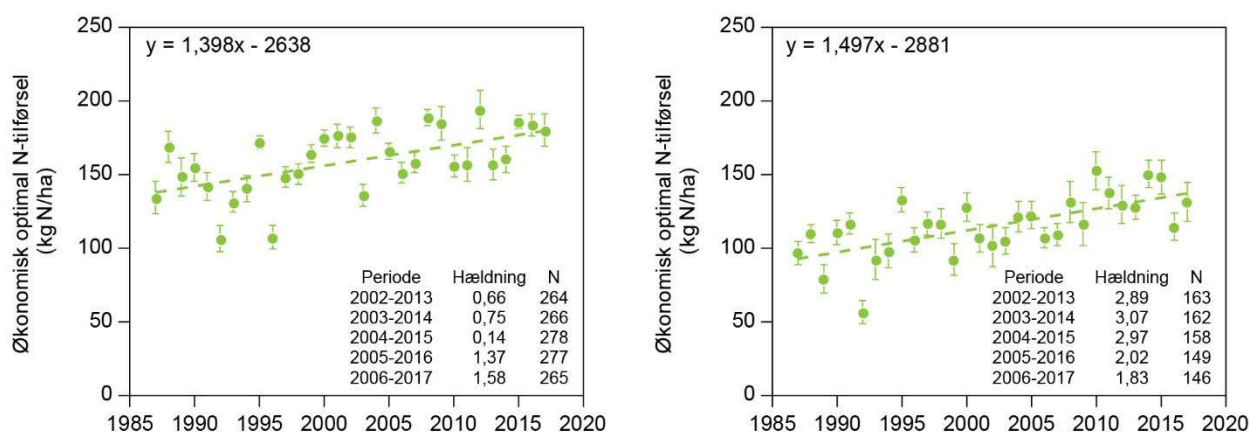 Økonomisk optimal N-tilførsel
(kg N/ha)
250
200
150
100
50
0
y = 1,398x - 2638
Periode Hældning N
2002-2013 0,66 264
2003-2014 0,75 266
2004-2015 0,14 278
2005-2016 1,37 277
2006-2017 1,58 265
1985 1990 1995 2000 2005 2010 2015 2020
Økonomisk optimal N-tilførsel
(kg N/ha)
250
200
150
100
50
0
y = 1,497x - 2881
Periode Hældning N
2002-2013 2,89 163
2003-2014 3,07 162
2004-2015 2,97 158
2005-2016 2,02 149
2006-2017 1,83 146
1985 1990 1995 2000 2005 2010 2015 2020